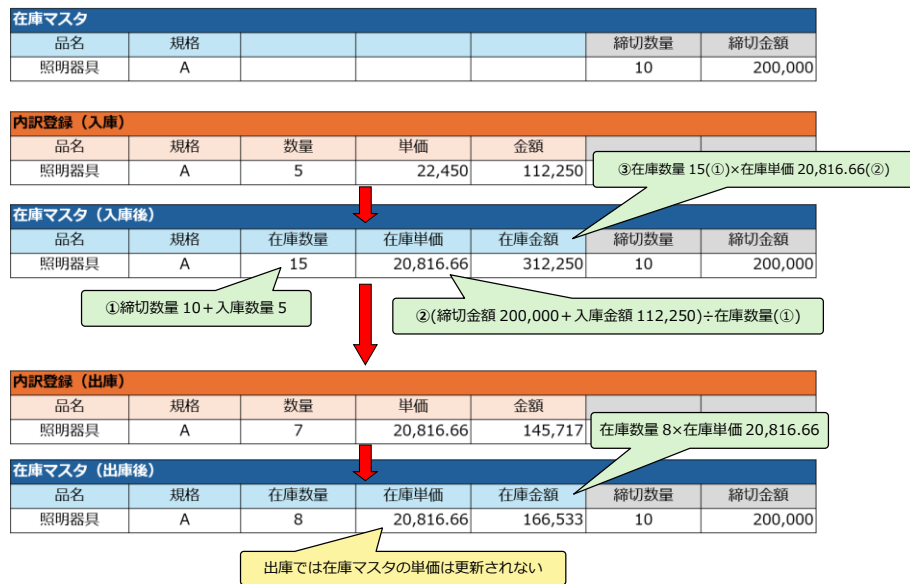 在庫マスタ
品名 規格 締切数量 締切金額
照明器具 A 10 200,000
内訳登録（入庫）
品名 規格 数量 単価 金額
照明器具 A 5 22,450 112,250
③在庫数量 15(①)×在庫単価 20,816.66(②)
在庫マスタ（入庫後）
品名 規格 在庫数量 在庫単価 在庫金額 締切数量 締切金額
照明器具 A 15 20,816.66 312,250 10 200,000
①締切数量 10＋入庫数量 5
②(締切金額 200,000＋入庫金額 112,250)÷在庫数量(①)
内訳登録（出庫）
品名 規格 数量 単価 金額
照明器具 A 7 20,816.66 145,717
在庫数量 8×在庫単価 20,816.66
在庫マスタ（出庫後）
品名 規格 在庫数量 在庫単価 在庫金額 締切数量 締切金額
照明器具 A 8 20,816.66 166,533 10 200,000
出庫では在庫マスタの単価は更新されない